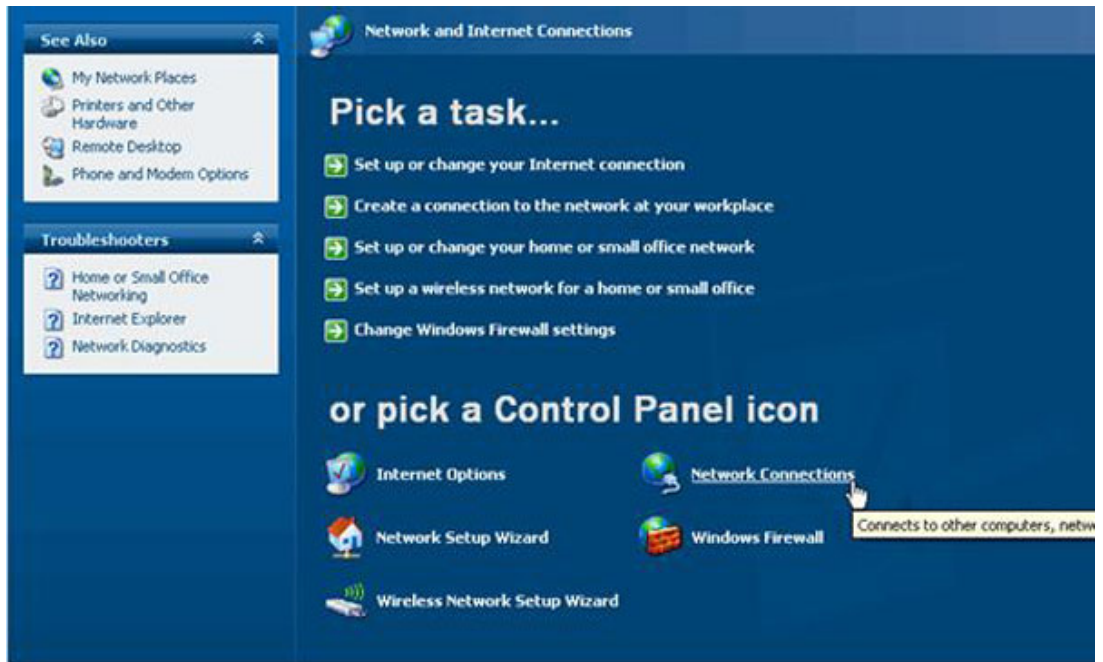 See Also
My Network Places
Printers and Other
Hardware
Remote Desktop
Phone and Modem Options
Troubleshooters
Home or Small Office
Networking
Internet Explorer
Network Diagnostics
Network and Internet Connections
Pick a task...
Set up or change your Internet connection
Create a connection to the network at your workplace
Set up or change your home or small office network
Set up a wireless network for a home or small office
Change Windows Firewall settings
or pick a Control Panel icon
Internet Options
Network Connections
Connects to other computers, netw
Network Setup Wizard
Windows Firewall
Wireless Network Setup Wizard